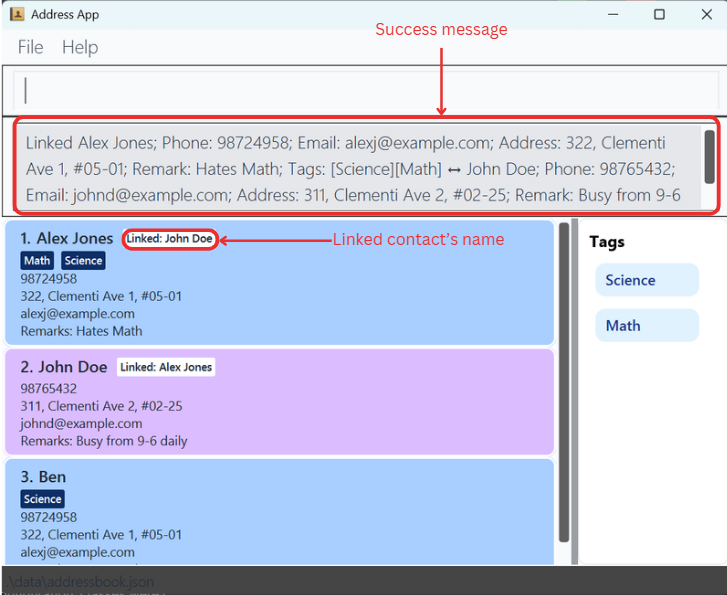 Address App
Success message
File Help
Linked Alex Jones; Phone: 98724958; Email: alexj@example.com; Address: 322, Clementi
Ave 1, #05-01; Remark: Hates Math; Tags: [Science][Math] ↔ John Doe; Phone: 98765432;
Email: johnd@example.com; Address: 311, Clementi Ave 2, #02-25; Remark: Busy from 9-6
1. Alex Jones Linked: John Doe
Linked contact's name
Math Science
98724958
322, Clementi Ave 1, #05-01
alexj@example.com
Remarks: Hates Math
2. John Doe Linked: Alex Jones
98765432
311, Clementi Ave 2, #02-25
johnd@example.com
Remarks: Busy from 9-6 daily
3. Ben
Science
98724958
322, Clementi Ave 1, #05-01
alexj@example.com
Tags
Science
Math
.\data\addressbook.json